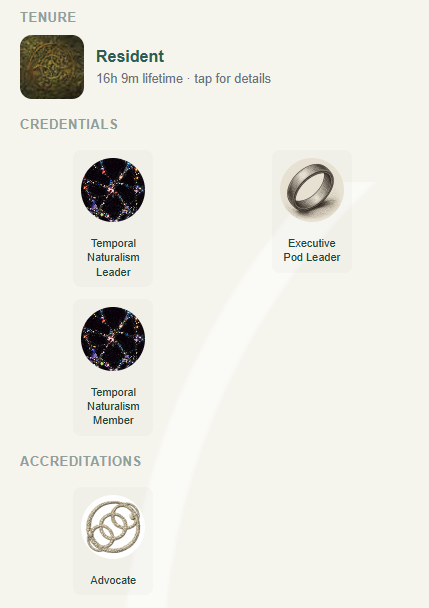 TENURE
Resident
16h 9m lifetime · tap for details
CREDENTIALS
Temporal
Naturalism
Leader
Executive
Pod Leader
Temporal
Naturalism
Member
ACCREDITATIONS
Advocate